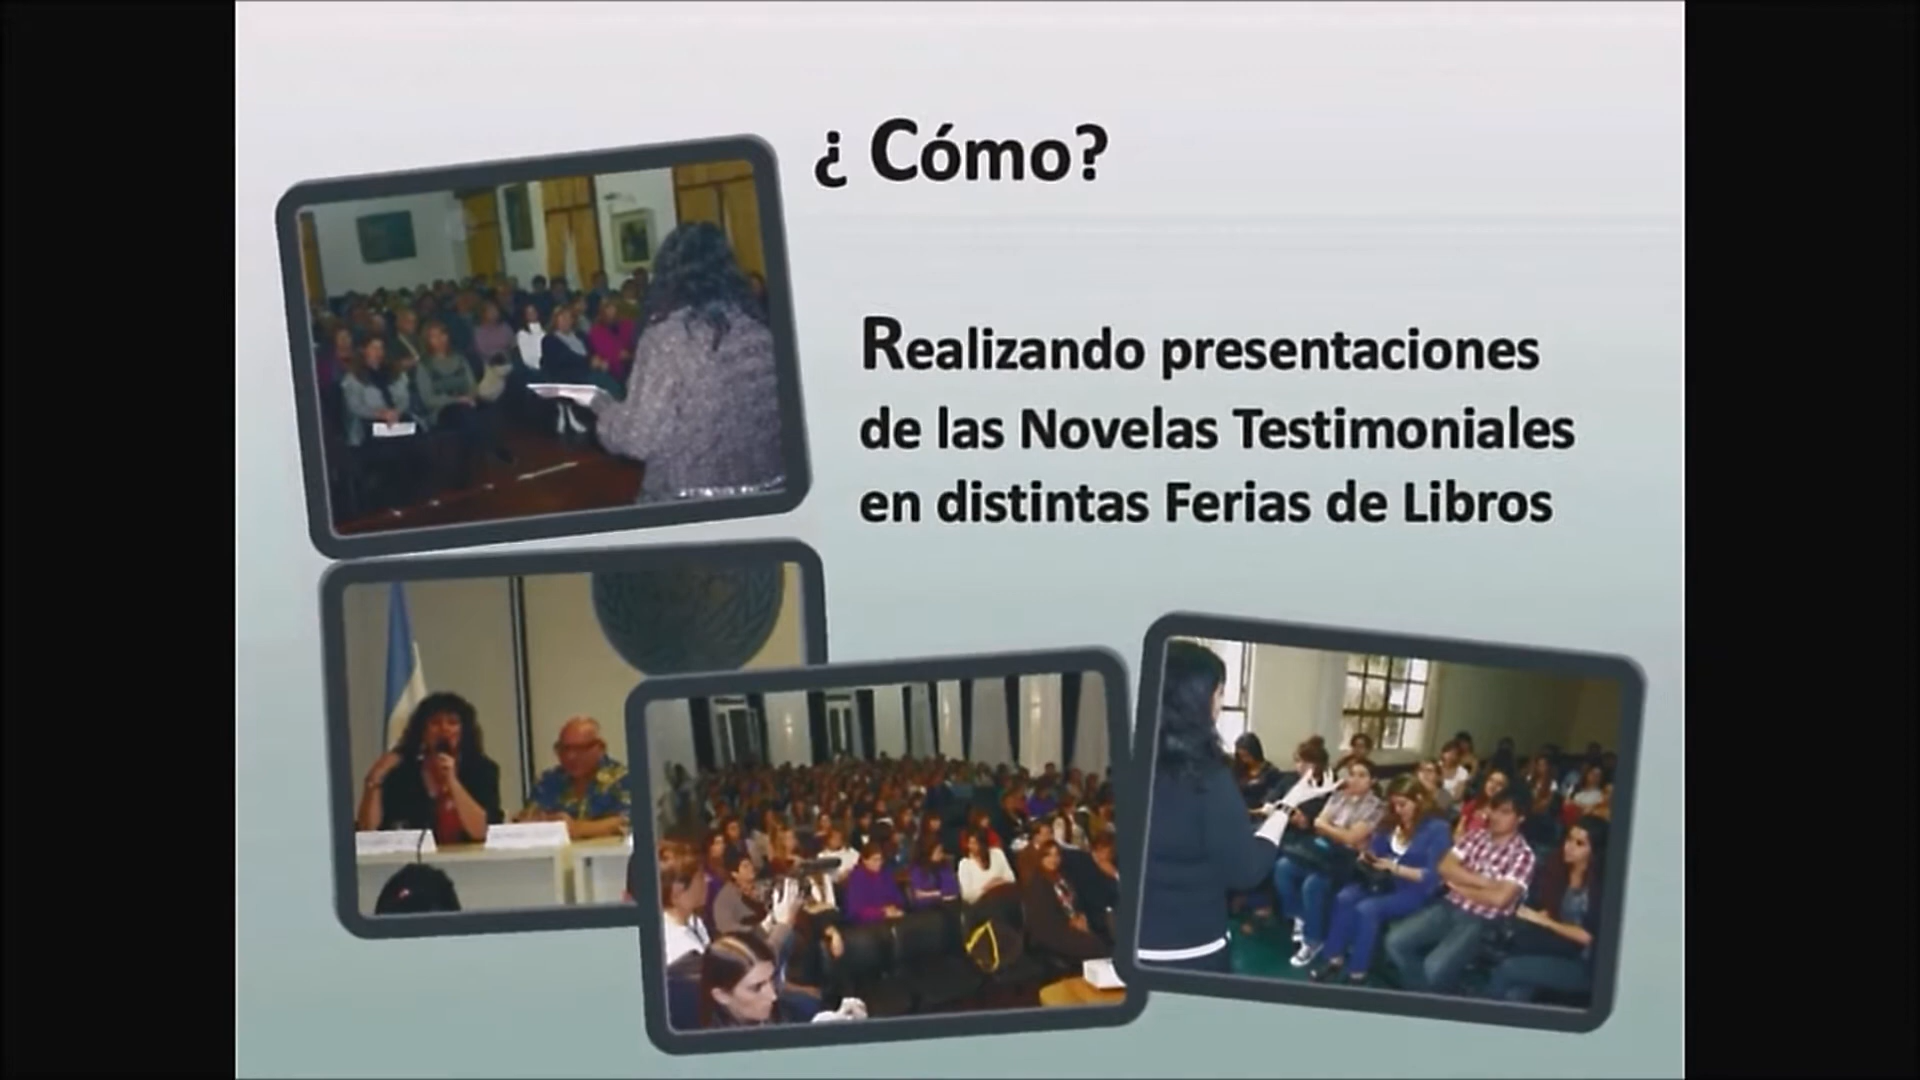 ¿ Cómo?
Realizando presentaciones
de las Novelas Testimoniales
en distintas Ferias de Libros